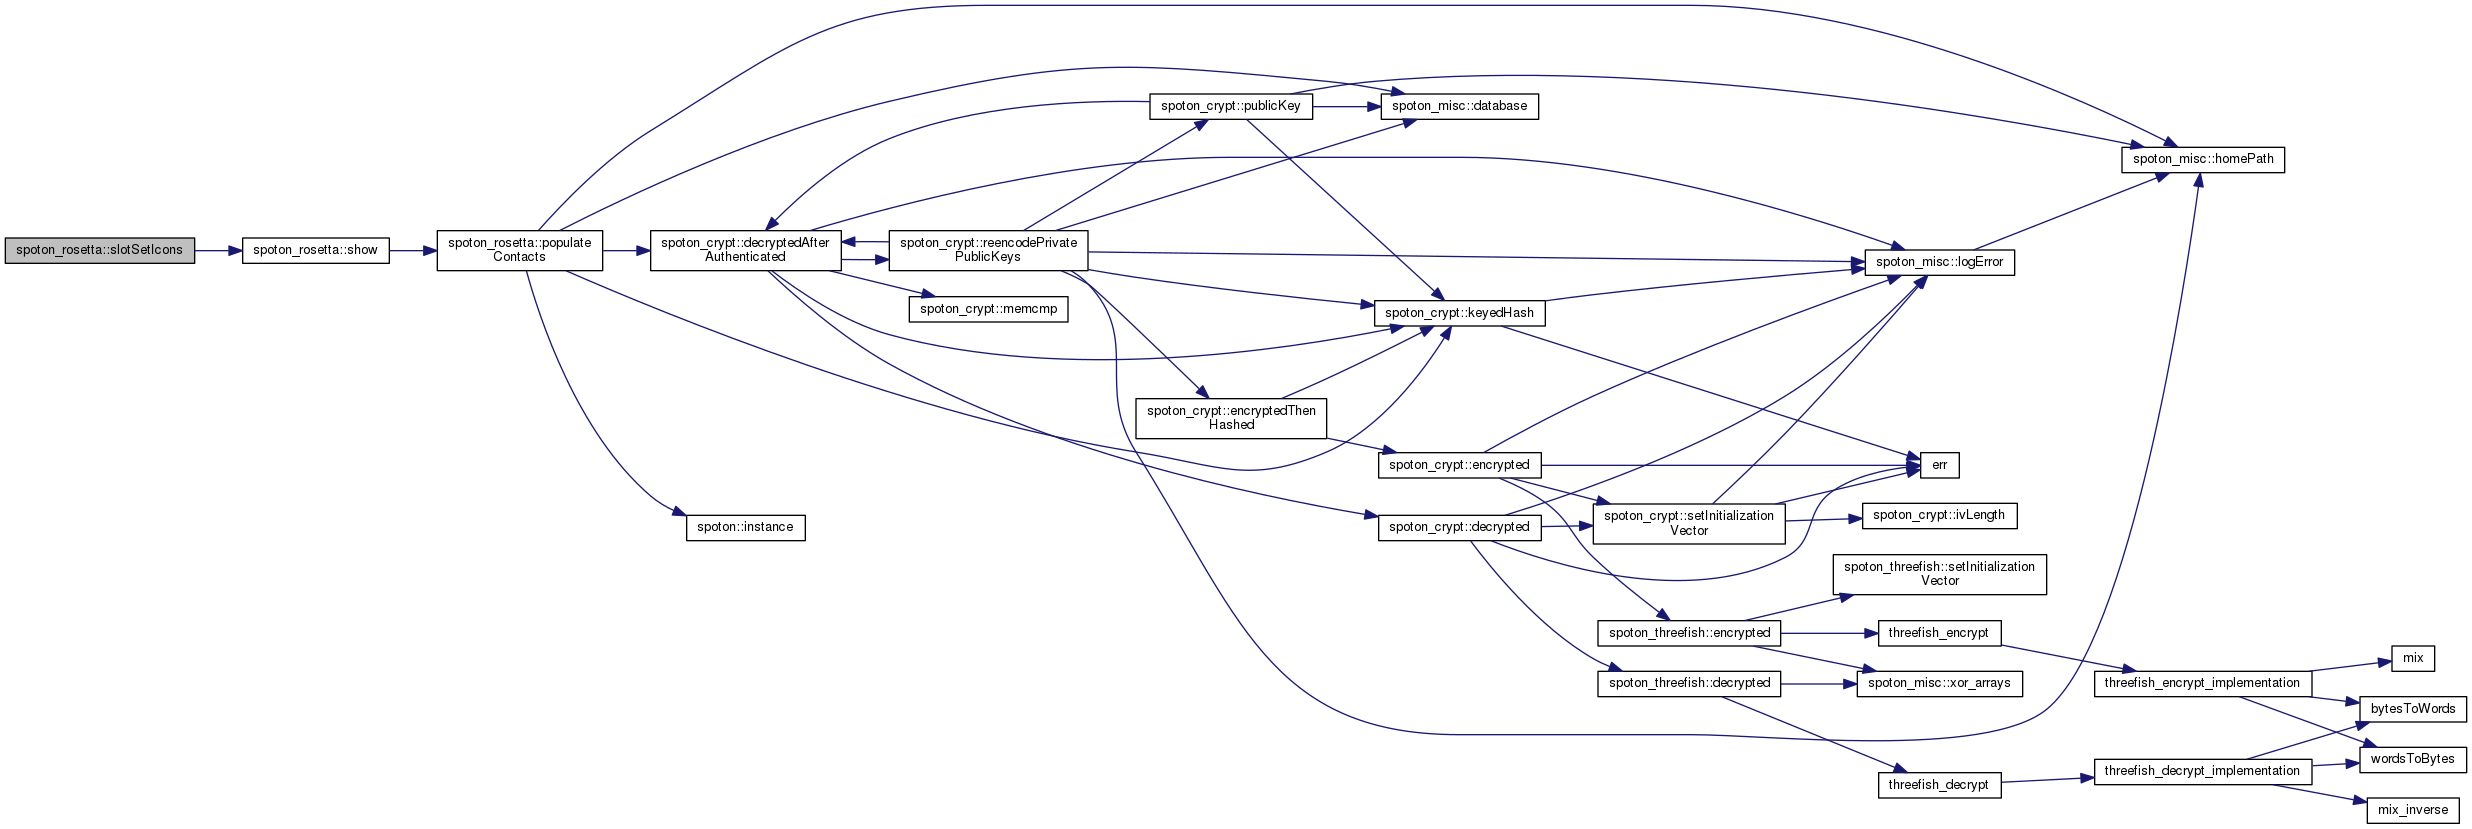 spoton_rosetta::slotSetIcons
spoton_rosetta::show
spoton_rosetta::populate
Contacts
spoton_crypt::decryptedAfter
Authenticated
spoton::instance
spoton_crypt::reencodePrivate
PublicKeys
spoton_crypt::memcmp
spoton_crypt::publicKey
spoton_crypt::encryptedThen
Hashed
spoton_misc::database
spoton_crypt::keyedHash
spoton_crypt::encrypted
spoton_crypt::decrypted
spoton_crypt::setInitialization
Vector
spoton_threefish::encrypted
spoton_threefish::decrypted
spoton_misc::logError
err
spoton_crypt::ivLength
spoton_threefish::setInitialization
Vector
threefish_encrypt
spoton_misc::xor_arrays
threefish_decrypt
spoton_misc::homePath
threefish_encrypt_implementation
threefish_decrypt_implementation
mix
bytesToWords
wordsToBytes
mix_inverse